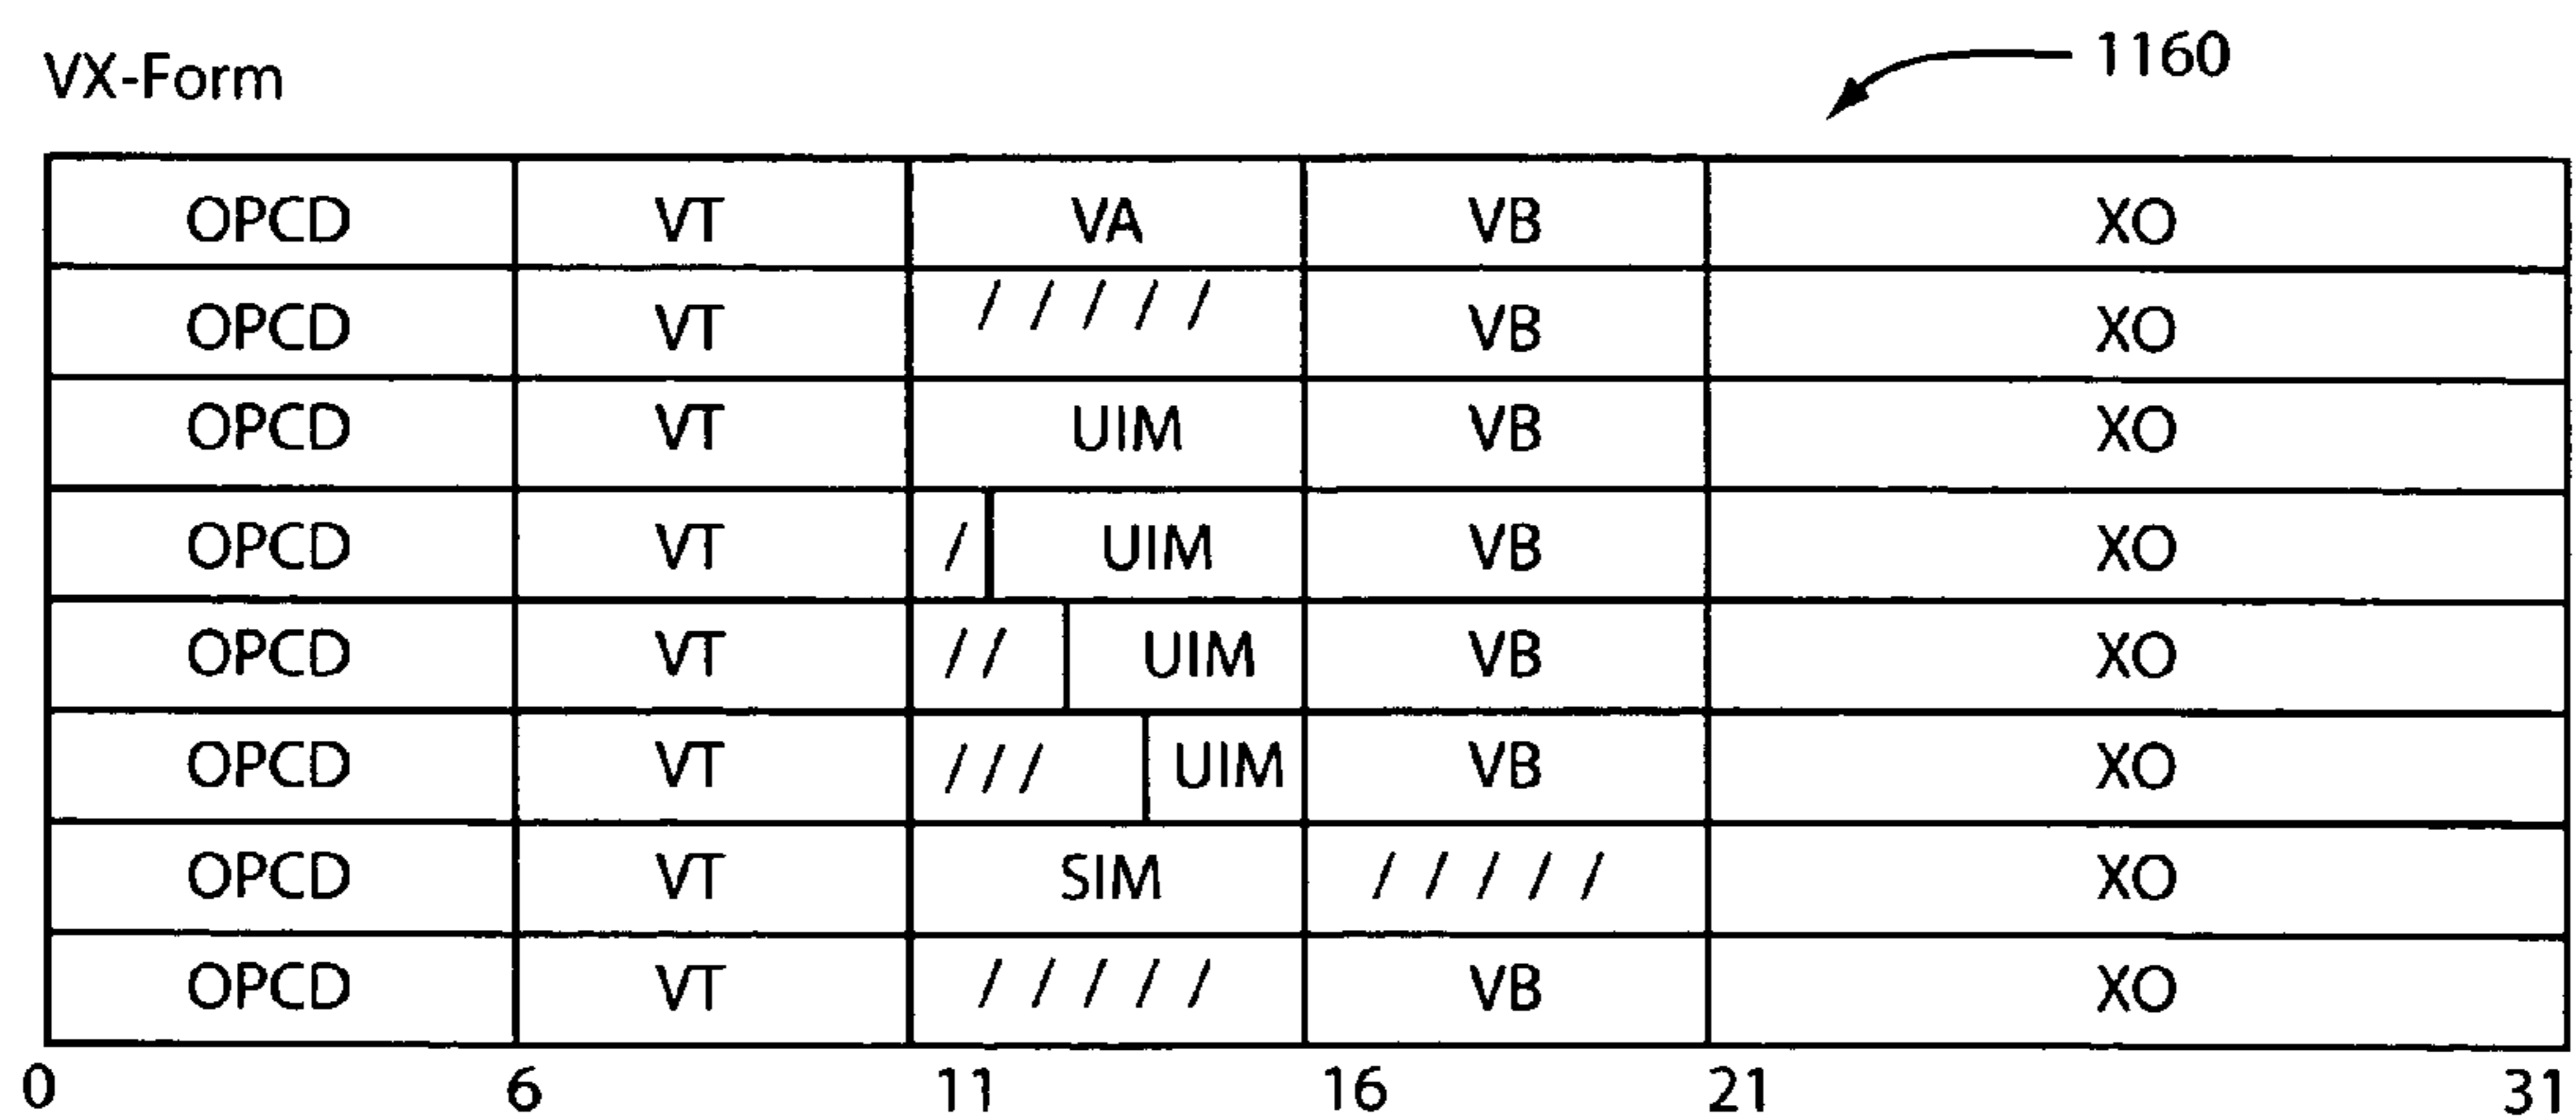 1160
VX-Form
OPCD VT VA VB XO
OPCD VT / / / / / VB XO
OPCD VT UIM VB XO
OPCD VT / UIM VB XO
OPCD VT // UIM VB XO
OPCD VT /// UIM VB XO
OPCD VT SIM / / / / / XO
OPCD VT / / / / / VB XO
0 6 11 16 21 31